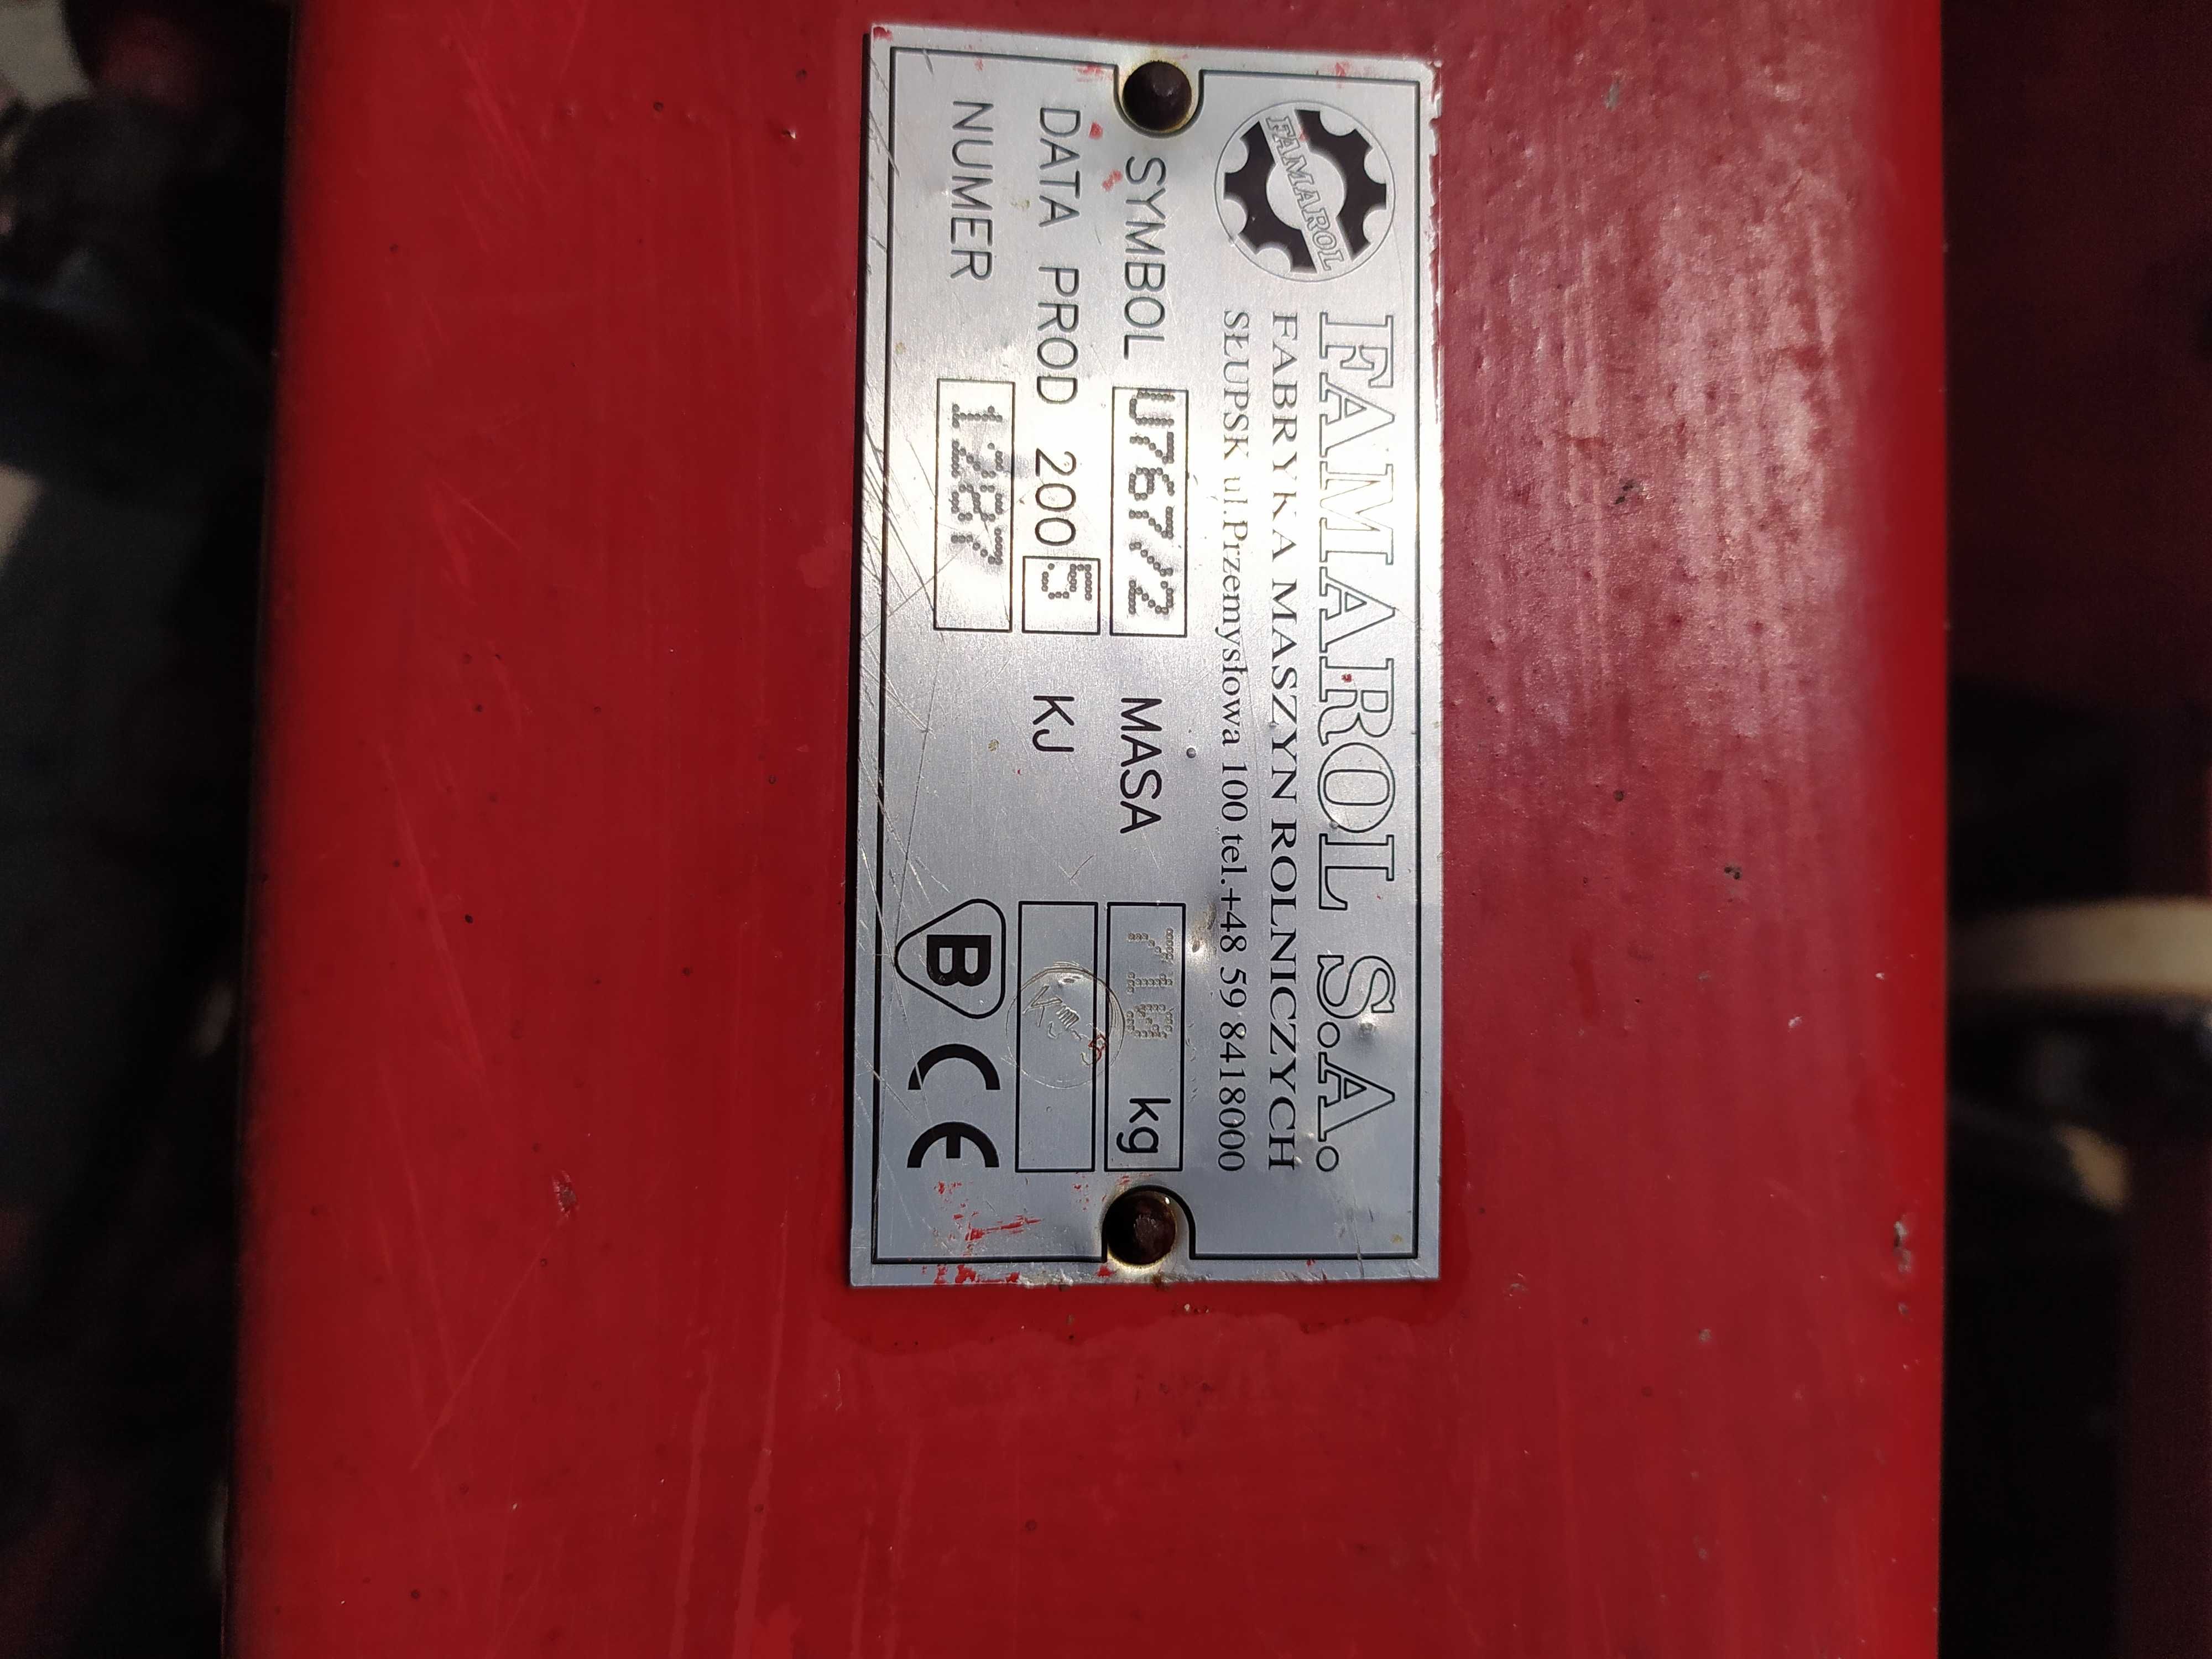 FAMAROL
FAMAROL S.A.
FABRYKA MASZYN ROLNICZYCH
SŁUPSK ul.Przemysłowa 100 tel.+48 59 8418000
SYMBOL U767/2 MASA kg
DATA PROD 2005 KJ
NUMER 1287 B CE